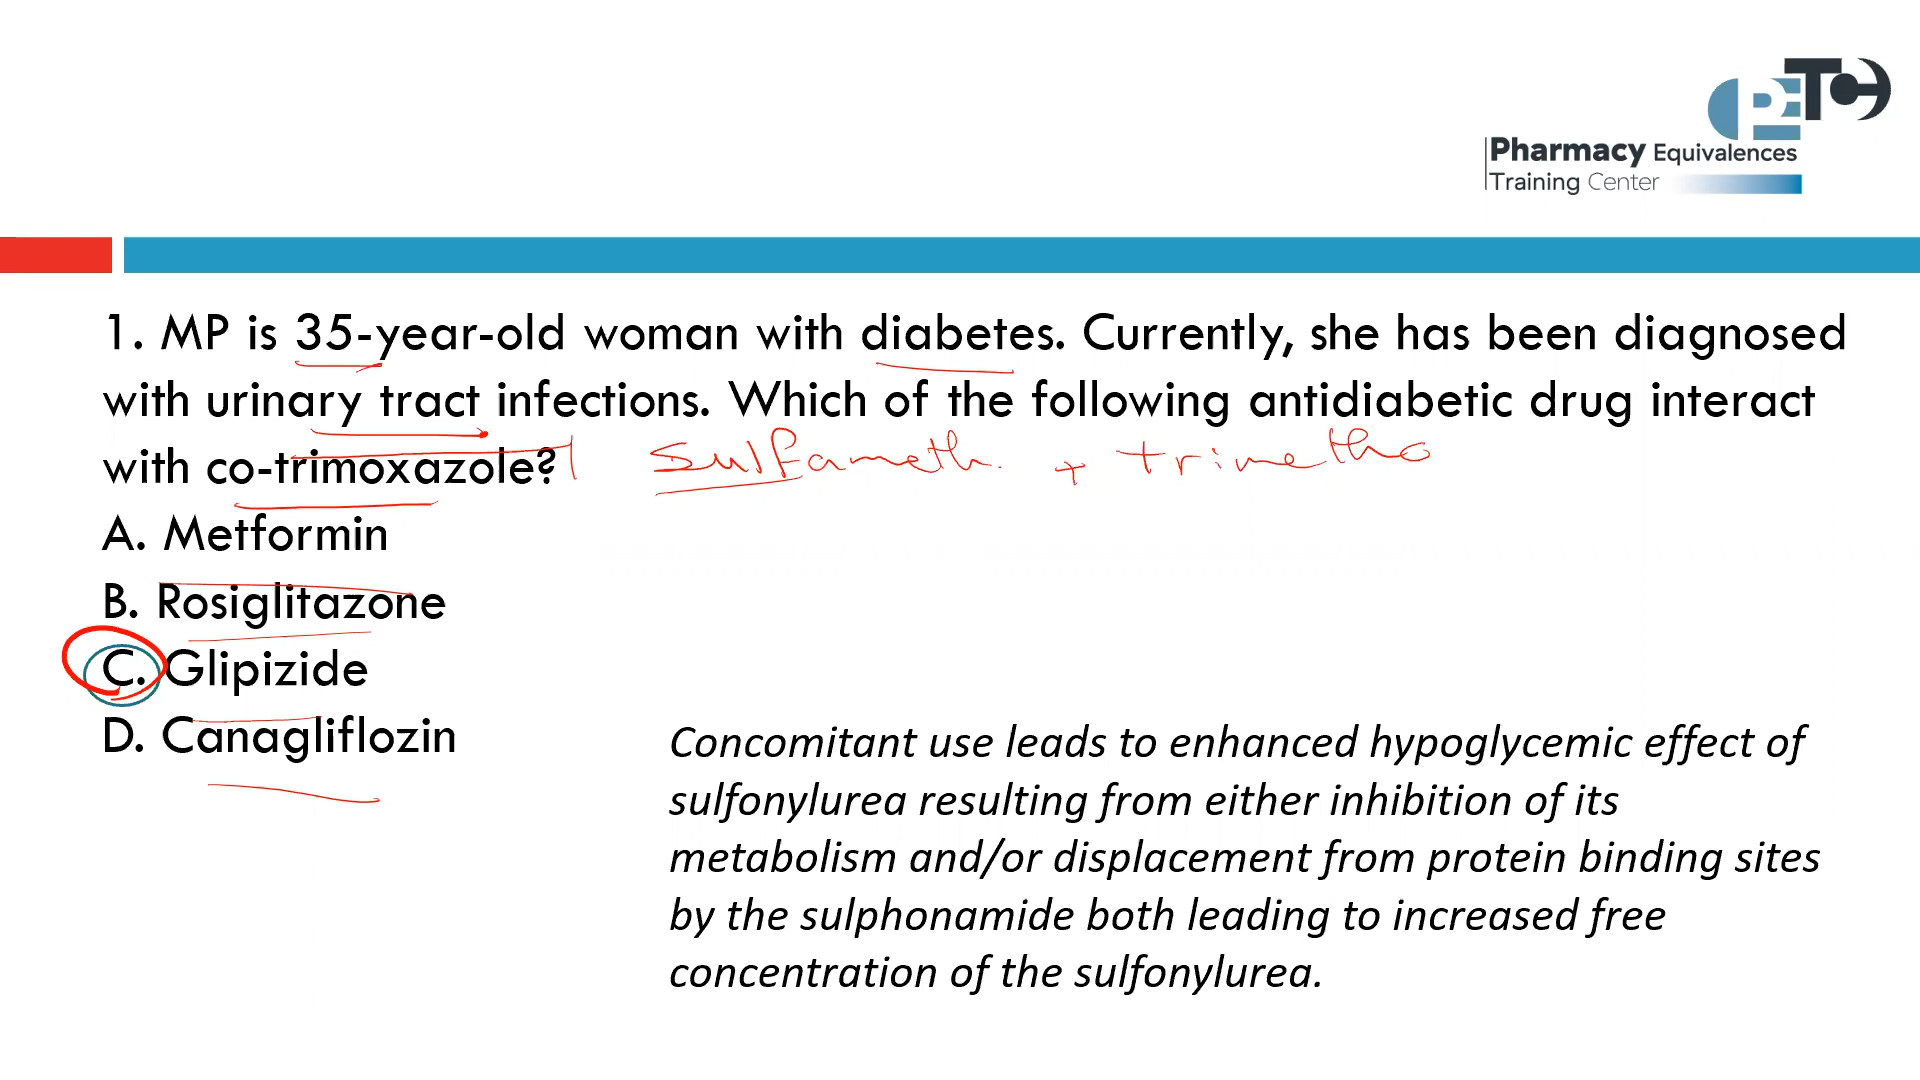 PETC
Pharmacy Equivalences
Training Center
1. MP is 35-year-old woman with diabetes. Currently, she has been diagnosed
with urinary tract infections. Which of the following antidiabetic drug interact
with co-trimoxazole? Sulfameth. + trimetho
A. Metformin
B. Rosiglitazone
C. Glipizide
D. Canagliflozin
Concomitant use leads to enhanced hypoglycemic effect of
sulfonylurea resulting from either inhibition of its
metabolism and/or displacement from protein binding sites
by the sulphonamide both leading to increased free
concentration of the sulfonylurea.